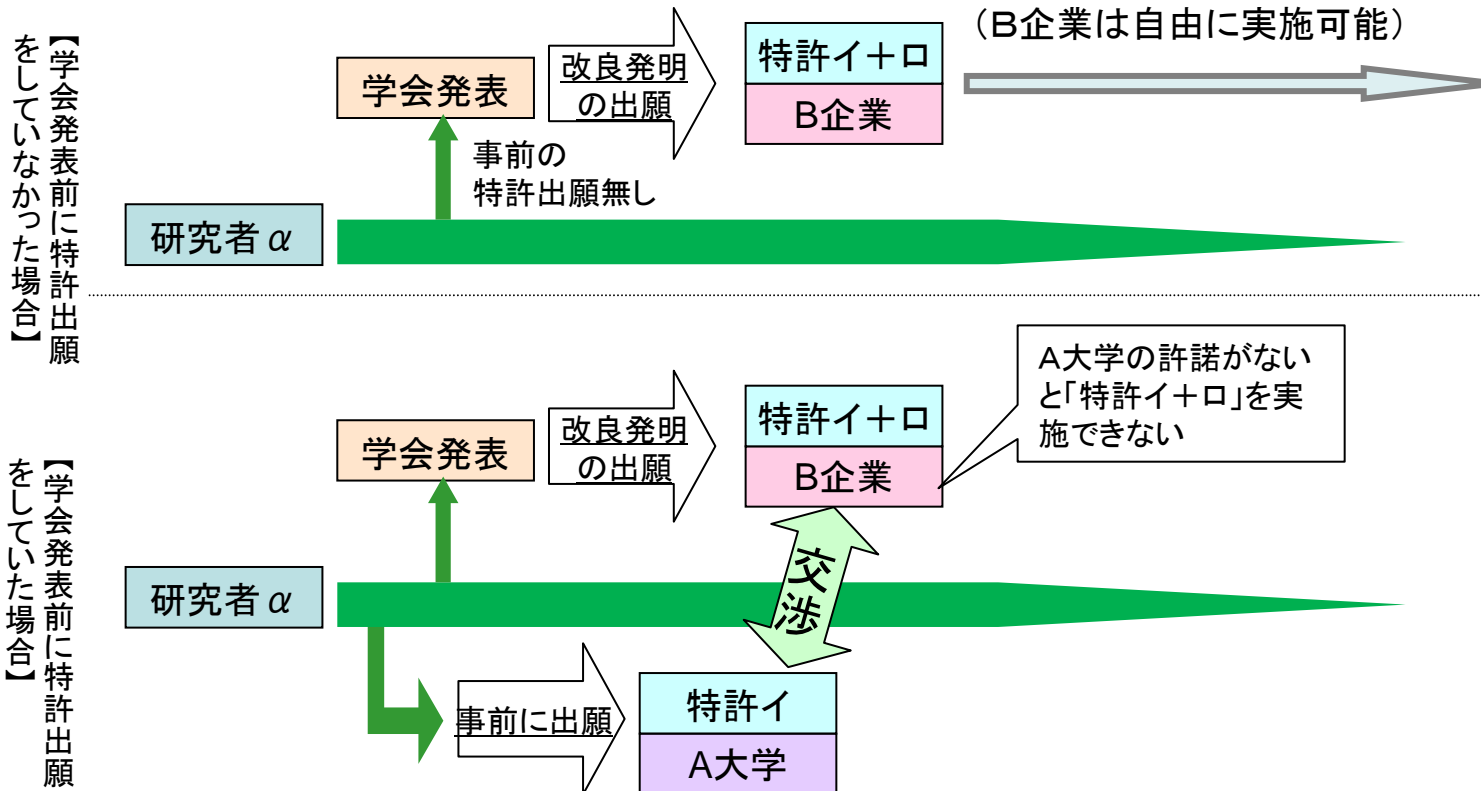 【学会発表前に特許出願
をしていなかった場合】
学会発表
改良発明
の出願
特許イ+ロ
B企業
（B企業は自由に実施可能）
事前の
特許出願無し
研究者α
【学会発表前に特許出願
をしていた場合】
学会発表
改良発明
の出願
特許イ+ロ
B企業
A大学の許諾がない
と「特許イ+ロ」を実
施できない
交渉
研究者α
事前に出願
特許イ
A大学